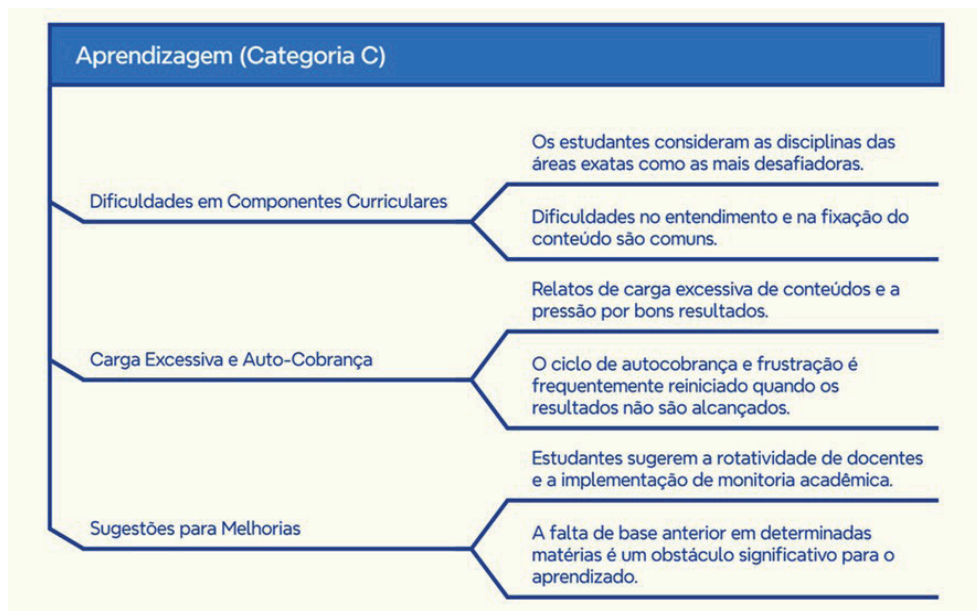 Aprendizagem (Categoria C)
Dificuldades em Componentes Curriculares
Os estudantes consideram as disciplinas das
áreas exatas como as mais desafiadoras.
Dificuldades no entendimento e na fixação do
conteúdo são comuns.
Carga Excessiva e Auto-Cobrança
Relatos de carga excessiva de conteúdos e a
pressão por bons resultados.
O ciclo de autocobrança e frustração é
frequentemente reiniciado quando os
resultados não são alcançados.
Sugestões para Melhorias
Estudantes sugerem a rotatividade de docentes
e a implementação de monitoria acadêmica.
A falta de base anterior em determinadas
matérias é um obstáculo significativo para o
aprendizado.